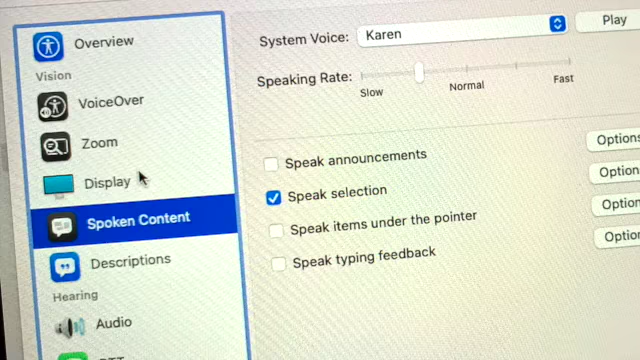 Overview
Vision
VoiceOver
Zoom
Display
Spoken Content
Descriptions
Hearing
Audio
System Voice: Karen Play
Speaking Rate:
Slow Normal Fast
Speak announcements Options
Speak selection Option
Speak items under the pointer Option
Speak typing feedback Option